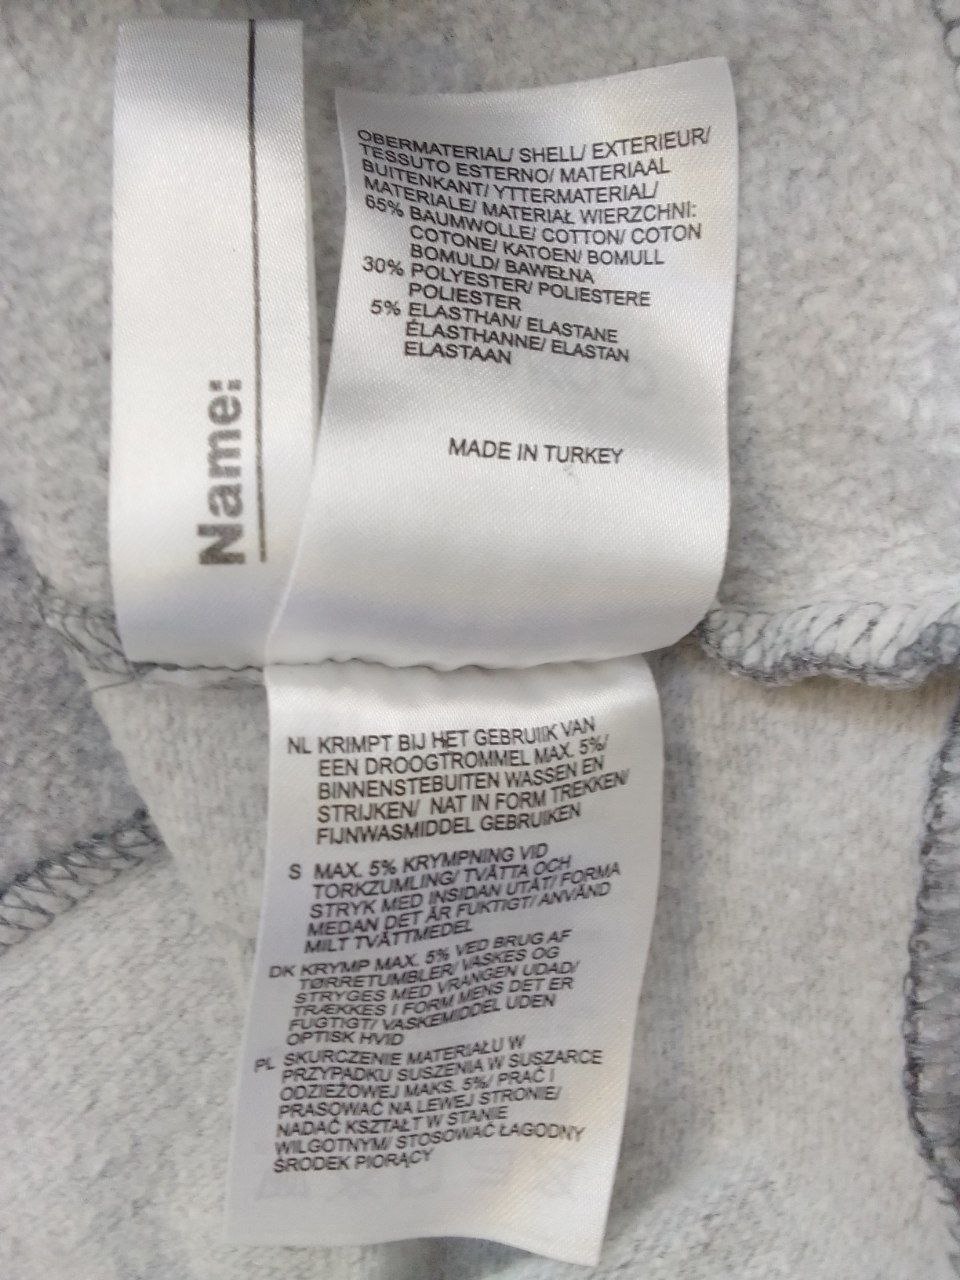 Name:
OBERMATERIAL/ SHELL/ EXTERIEUR/
TESSUTO ESTERNO/ MATERIAAL
BUITENKANT/ YTTERMATERIAL/
MATERIALE/ MATERIAŁ WIERZCHNI:
65% BAUMWOLLE/ COTTON/ COTON
COTONE/ KATOEN/ BOMULL
BOMULD/ BAWEŁNA
30% POLYESTER/ POLIESTERE
POLIESTER
5% ELASTHAN/ ELASTANE
ÉLASTHANNE/ ELASTAN
ELASTAAN
MADE IN TURKEY
NL KRIMPT BIJ HET GEBRUIIK VAN
EEN DROOGTROMMEL MAX. 5%/
BINNENSTEBUITEN WASSEN EN
STRIJKEN/ NAT IN FORM TREKKEN/
FIJNWASMIDDEL GEBRUIKEN
S MAX. 5% KRYMPNING VID
TORKZUMLING/ TVÄTTA OCH
STRYK MED INSIDAN UTÅT/ FORMA
MEDAN DET ÄR FUKTIGT/ ANVÄND
MILT TVÄTTMEDEL
DK KRYMP MAX. 5% VED BRUG AF
TØRRETUMBLER/ VASKES OG
STRYGES MED VRANGEN UDAD/
TRÆKKES I FORM MENS DET ER
FUGTIGT/ VASKEMIDDEL UDEN
OPTISK HVID
PL SKURCZENIE MATERIAŁU W
PRZYPADKU SUSZENIA W SUSZARCE
ODZIEŻOWEJ MAKS. 5%/ PRAĆ I
PRASOWAĆ NA LEWEJ STRONIE/
NADAĆ KSZTAŁT W STANIE
WILGOTNYM/ STOSOWAĆ ŁAGODNY
ŚRODEK PIORĄCY